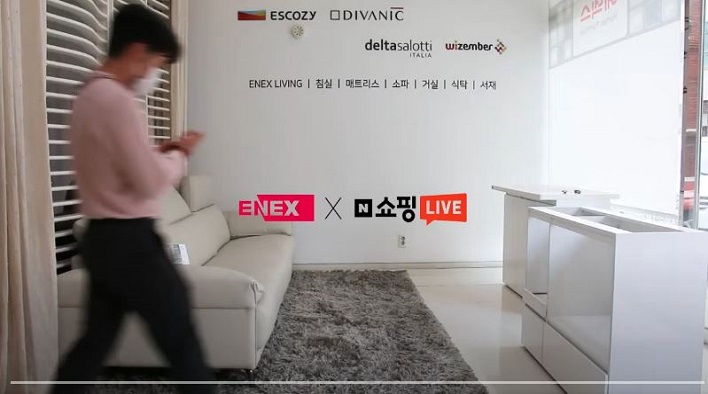 ESCOZY DIVANIC
deltasalotti wizember
ITALIA
ENEX LIVING | 침실 | 매트리스 | 소파 | 거실 | 식탁 | 서재
ENEX X N쇼핑 LIVE